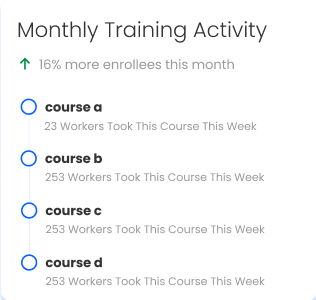 Monthly Training Activity
16% more enrollees this month
course a
23 Workers Took This Course This Week
course b
253 Workers Took This Course This Week
course c
253 Workers Took This Course This Week
course d
253 Workers Took This Course This Week